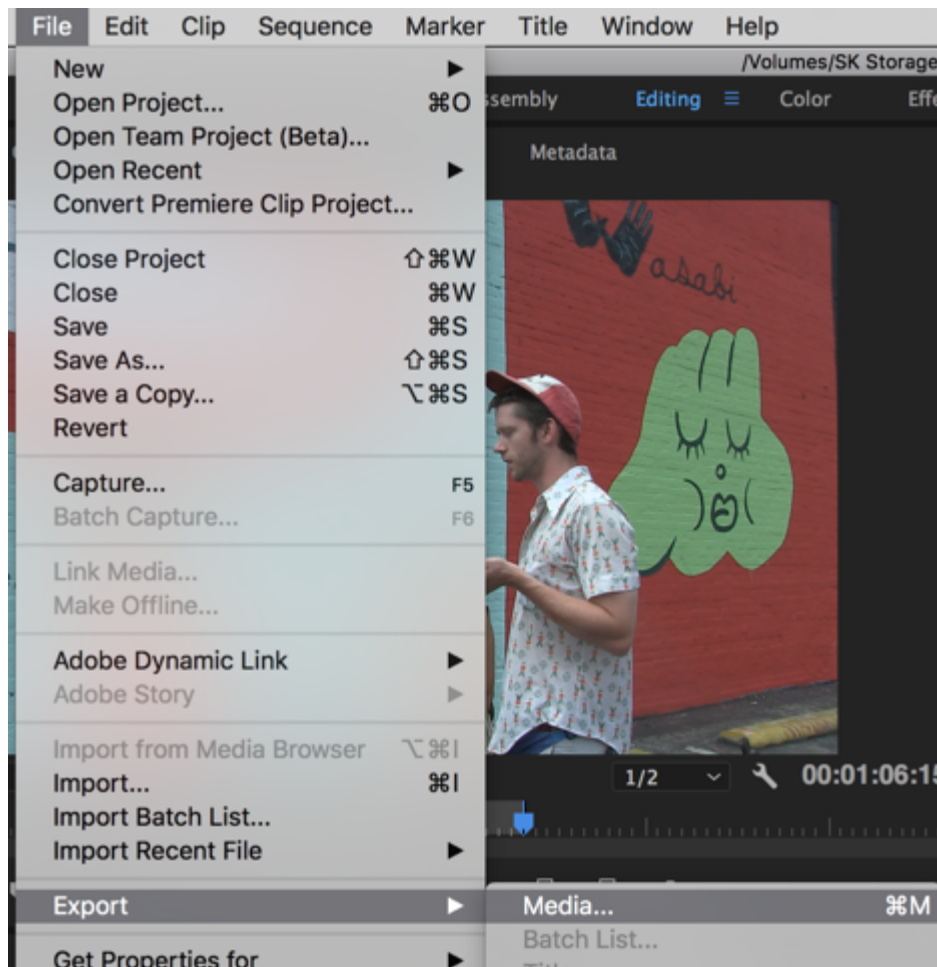 File Edit Clip Sequence Marker Title Window Help
/Volumes/SK Storage
New ▶
Open Project... ⌘O
ssembly Editing ≡ Color Effe
Open Team Project (Beta)...
Metadata
Open Recent ▶
Convert Premiere Clip Project...
Close Project ⇧⌘W
Close ⌘W
Save ⌘S
Save As... ⇧⌘S
Save a Copy... ⌥⌘S
Revert
asabi
Capture... F5
Batch Capture... F6
Link Media...
Make Offline...
Adobe Dynamic Link ▶
Adobe Story ▶
Import from Media Browser ⌥⌘I
Import... ⌘I
1/2 00:01:06:15
Import Batch List...
Import Recent File ▶
Export ▶
Media... ⌘M
Batch List...
Get Properties for ▶